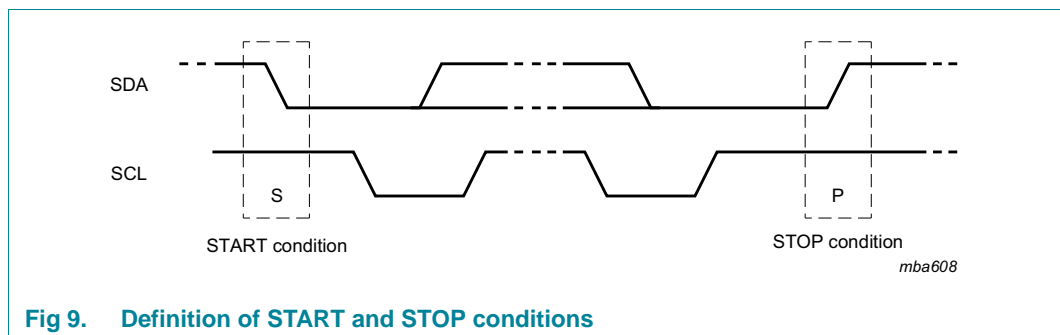 SDA
SCL
S
P
START condition
STOP condition
mba608
Fig 9. Definition of START and STOP conditions